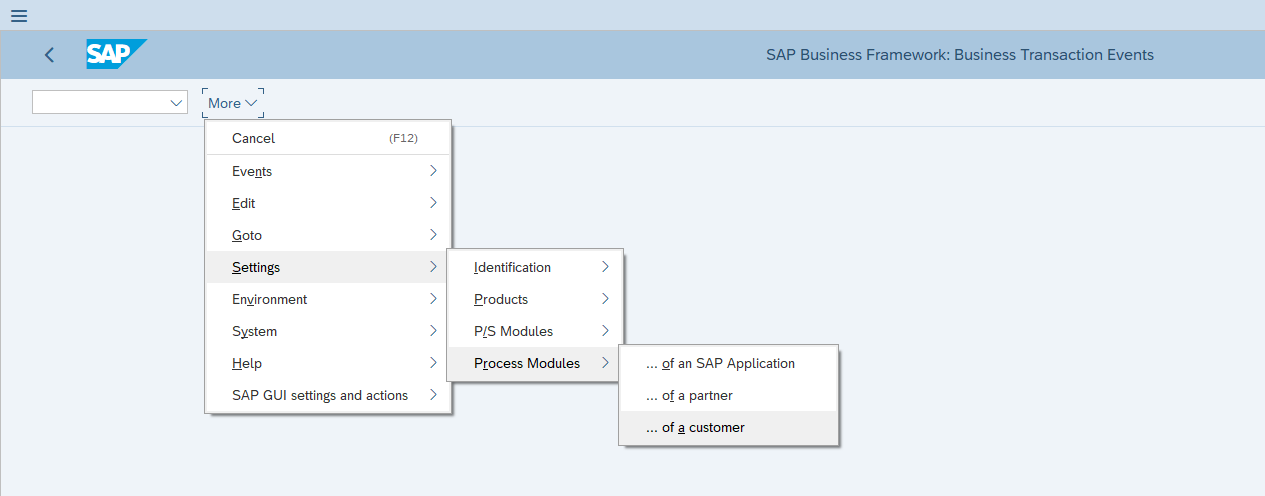 SAP
SAP Business Framework: Business Transaction Events
More
Cancel (F12)
Events
Edit
Goto
Settings
Environment
System
Help
SAP GUI settings and actions
Identification
Products
P/S Modules
Process Modules
... of an SAP Application
... of a partner
... of a customer